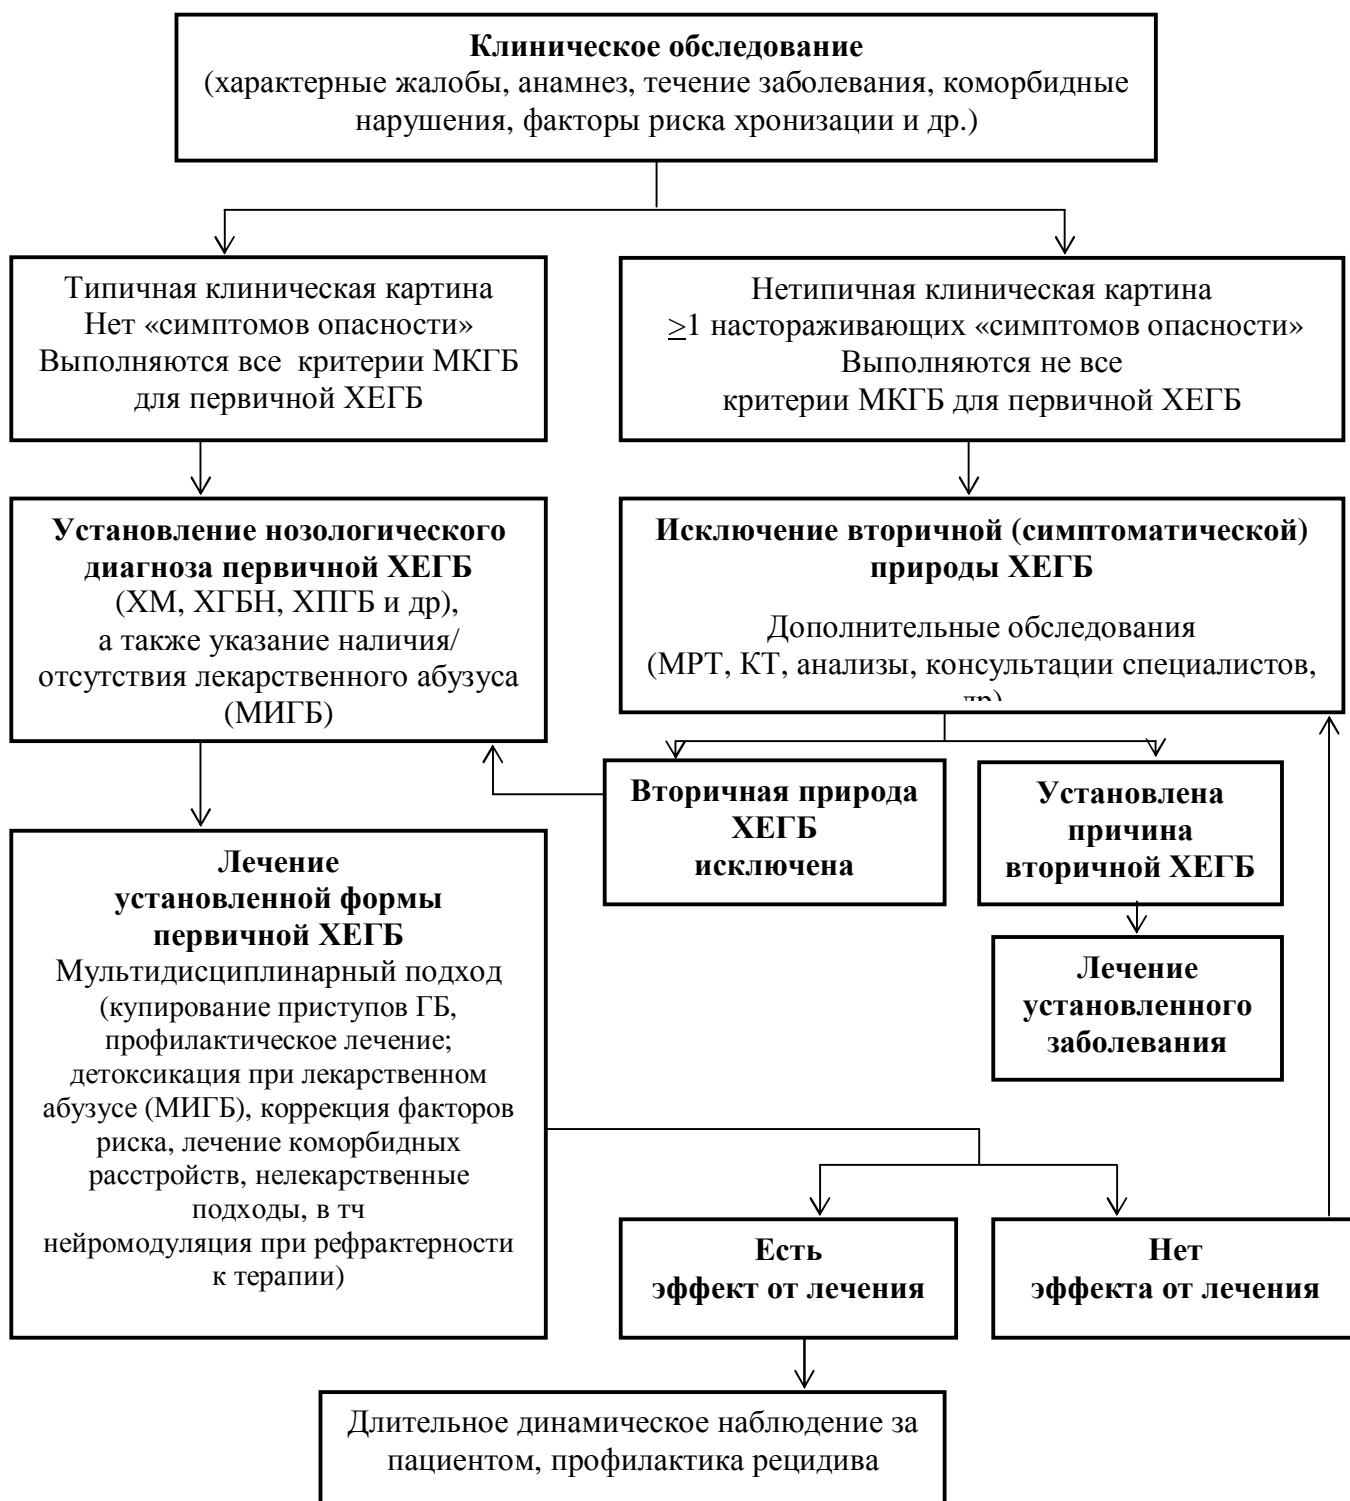 Клиническое обследование
(характерные жалобы, анамнез, течение заболевания, коморбидные
нарушения, факторы риска хронизации и др.)
Типичная клиническая картина
Нет «симптомов опасности»
Выполняются все критерии МКГБ
для первичной ХЕГБ
Нетипичная клиническая картина
≥1 настораживающих «симптомов опасности»
Выполняются не все
критерии МКГБ для первичной ХЕГБ
Установление нозологического
диагноза первичной ХЕГБ
(ХМ, ХГБН, ХПГБ и др),
а также указание наличия/
отсутствия лекарственного абузуса
(МИГБ)
Исключение вторичной (симптоматической)
природы ХЕГБ
Дополнительные обследования
(МРТ, КТ, анализы, консультации специалистов,
др)
Вторичная природа
ХЕГБ
исключена
Установлена
причина
вторичной ХЕГБ
Лечение
установленного
заболевания
Лечение
установленной формы
первичной ХЕГБ
Мультидисциплинарный подход
(купирование приступов ГБ,
профилактическое лечение;
детоксикация при лекарственном
абузусе (МИГБ), коррекция факторов
риска, лечение коморбидных
расстройств, нелекарственные
подходы, в тч
нейромодуляция при рефрактерности
к терапии)
Есть
эффект от лечения
Нет
эффекта от лечения
Длительное динамическое наблюдение за
пациентом, профилактика рецидива